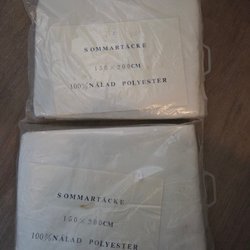 SOMMARTÄCKE
150×200CM
100% NÅLAD POLYESTER
SOMMARTÄCKE
150×200CM
100% NÅLAD POLYESTER